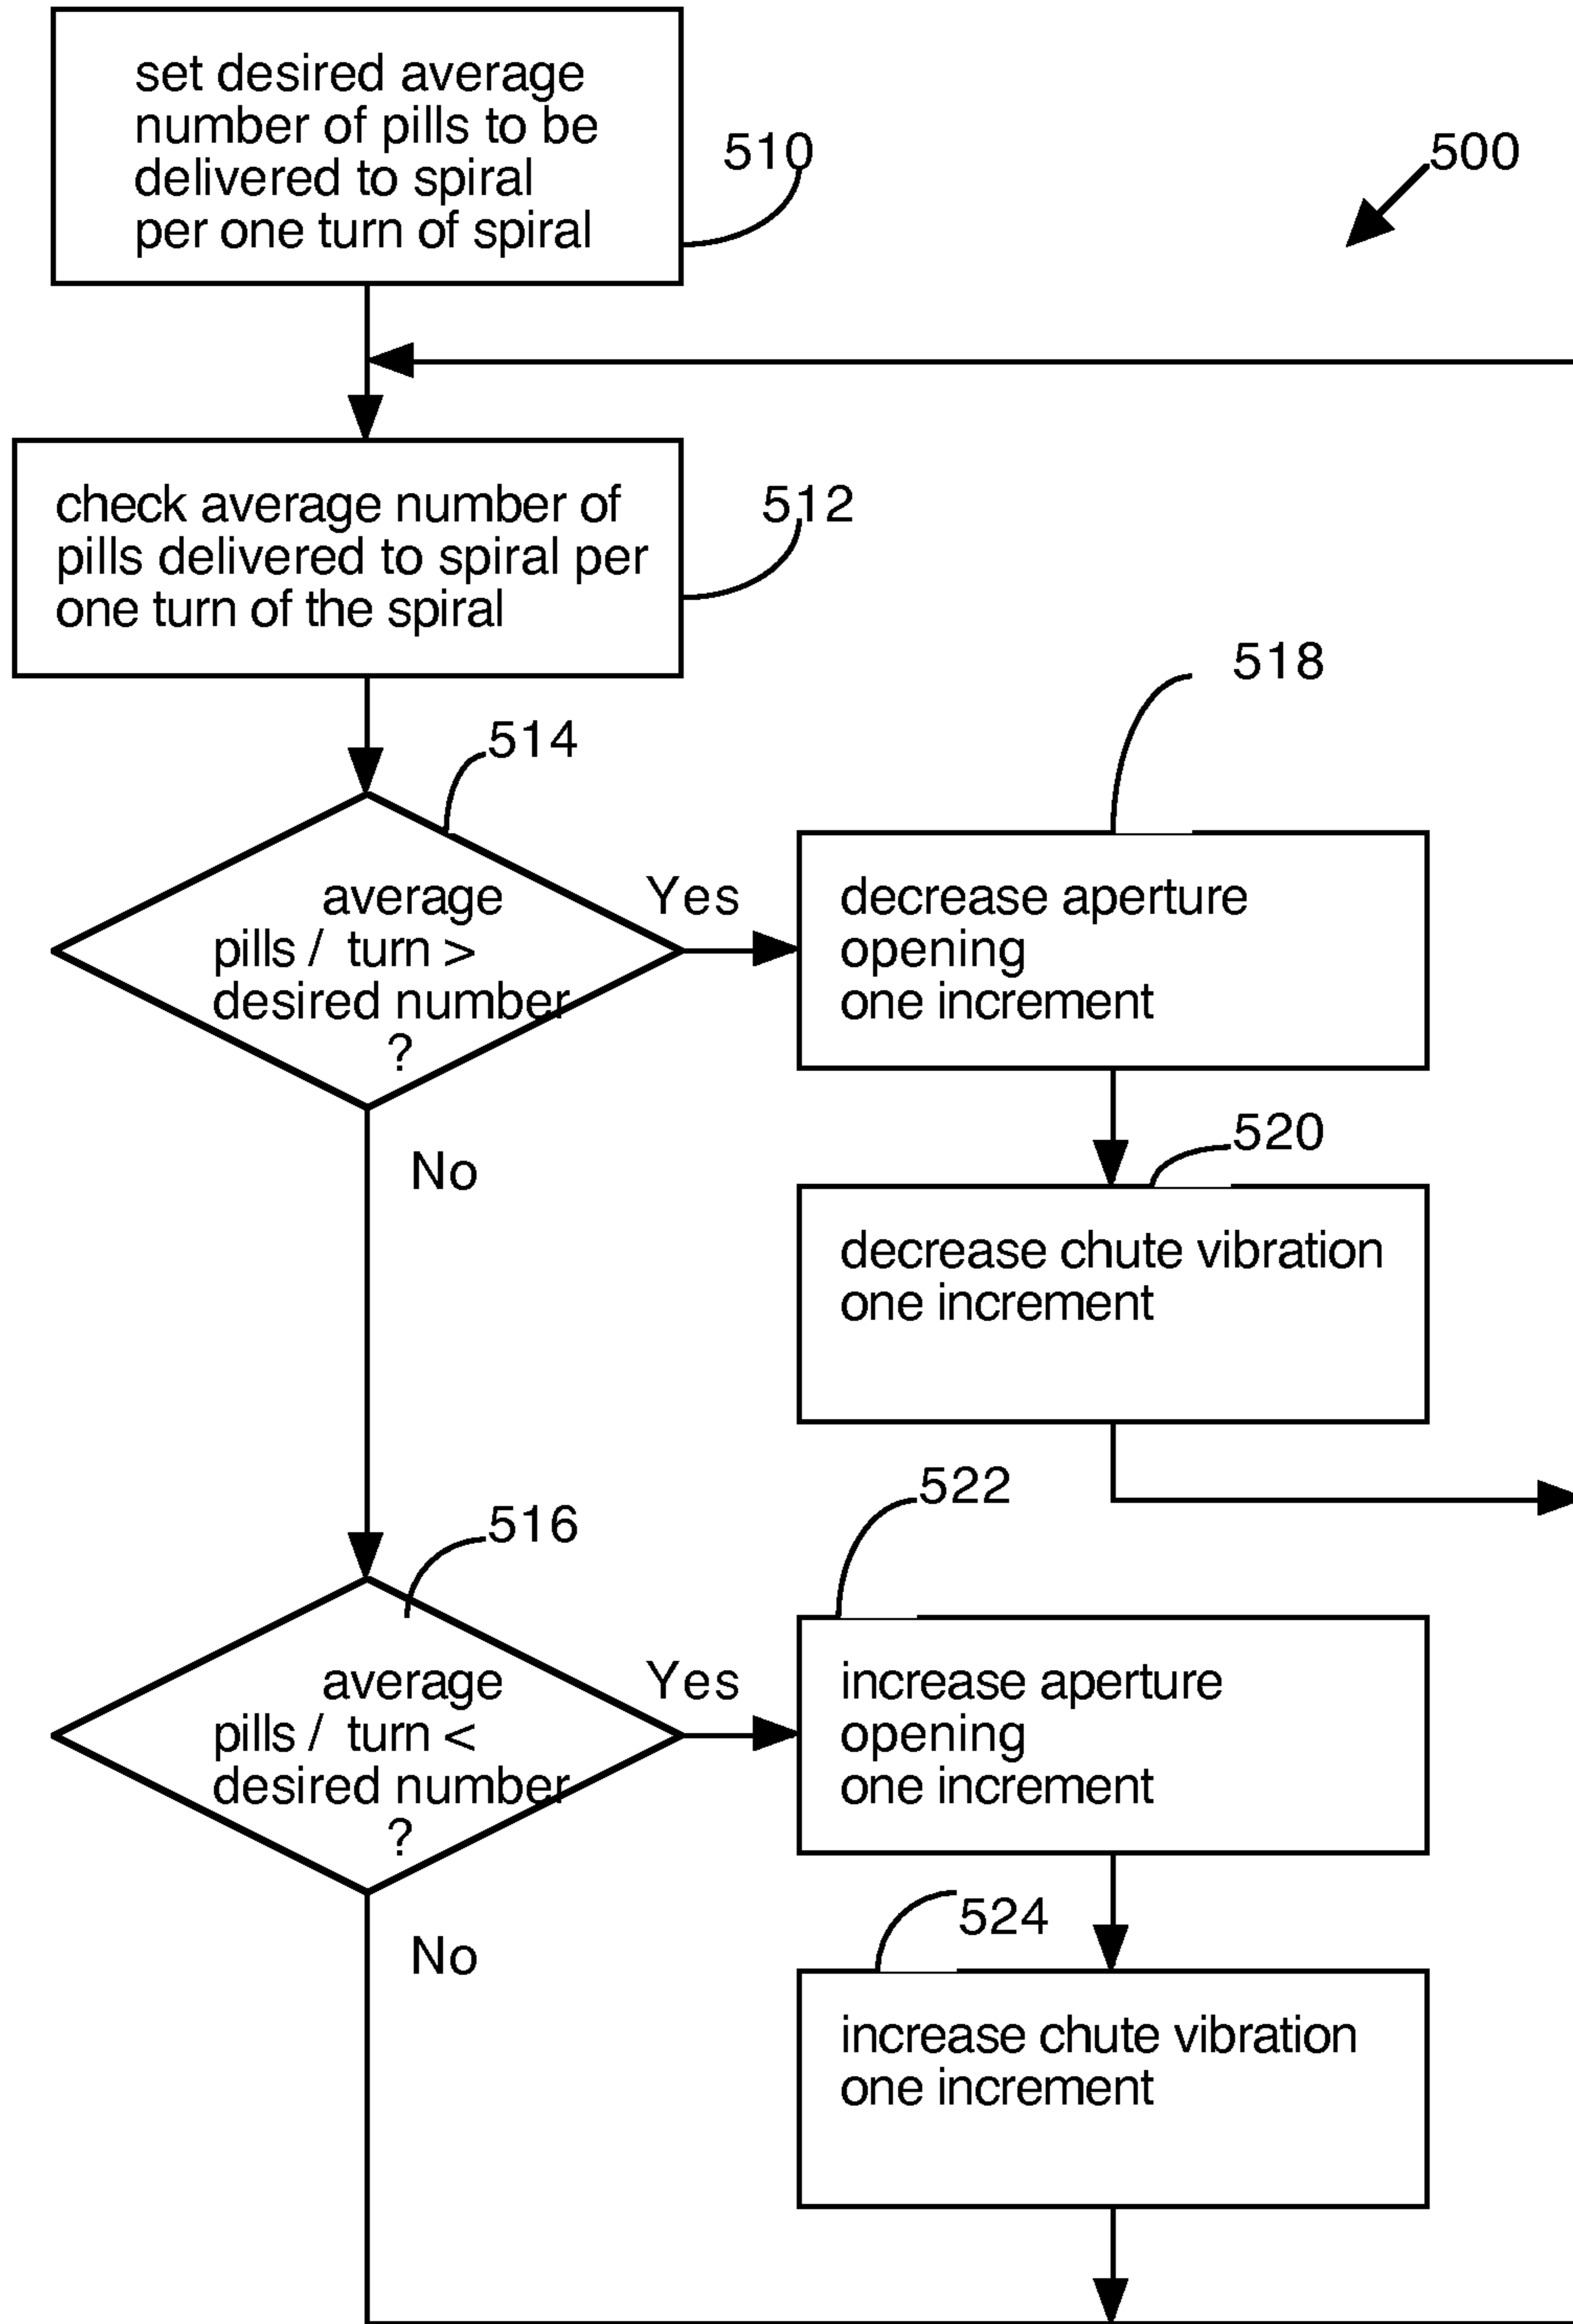 set desired average
number of pills to be
delivered to spiral
per one turn of spiral
510
500
check average number of
pills delivered to spiral per
one turn of the spiral
512
518
514
average
pills / turn >
desired number
?
Yes
decrease aperture
opening
one increment
No
520
decrease chute vibration
one increment
522
516
average
pills / turn <
desired number
?
Yes
increase aperture
opening
one increment
524
No
increase chute vibration
one increment